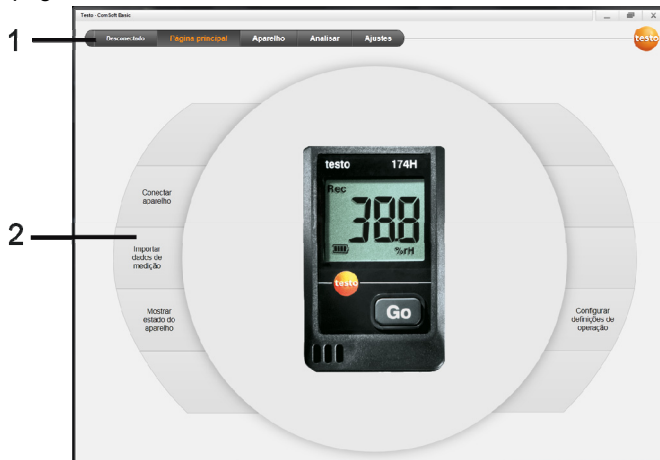 Testo - ComSoft Basic
1
Desconectado Página principal Aparelho Analisar Ajustes
testo
testo 174H
Rec
38.8
%rH
testo
Go
Conectar
aparelho
2
Importar
dados de
medição
Mostrar
estado do
aparelho
Configurar
definições de
operação